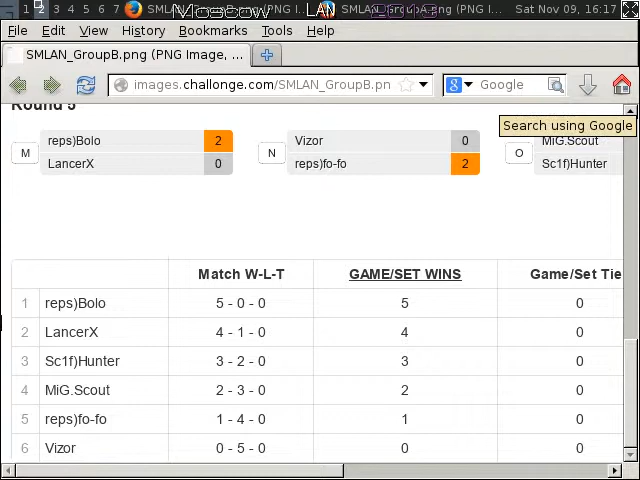 1 2 3 4 5 6 7 8 SMLAN_GroupB.png (PNG I... SMLAN_GroupA.png (PNG I... Sat Nov 09, 16:17
Moscow LAN 2013
File Edit View History Bookmarks Tools Help
SMLAN_GroupB.png (PNG Image, ...
images.challonge.com/SMLAN_GroupB.pn Google
Search using Google
Round 5
M reps)Bolo 2 LancerX 0
N Vizor 0 reps)fo-fo 2
O MiG.Scout Sc1f)Hunter
Match W-L-T GAME/SET WINS Game/Set Tie
1 reps)Bolo 5 - 0 - 0 5 0
2 LancerX 4 - 1 - 0 4 0
3 Sc1f)Hunter 3 - 2 - 0 3 0
4 MiG.Scout 2 - 3 - 0 2 0
5 reps)fo-fo 1 - 4 - 0 1 0
6 Vizor 0 - 5 - 0 0 0